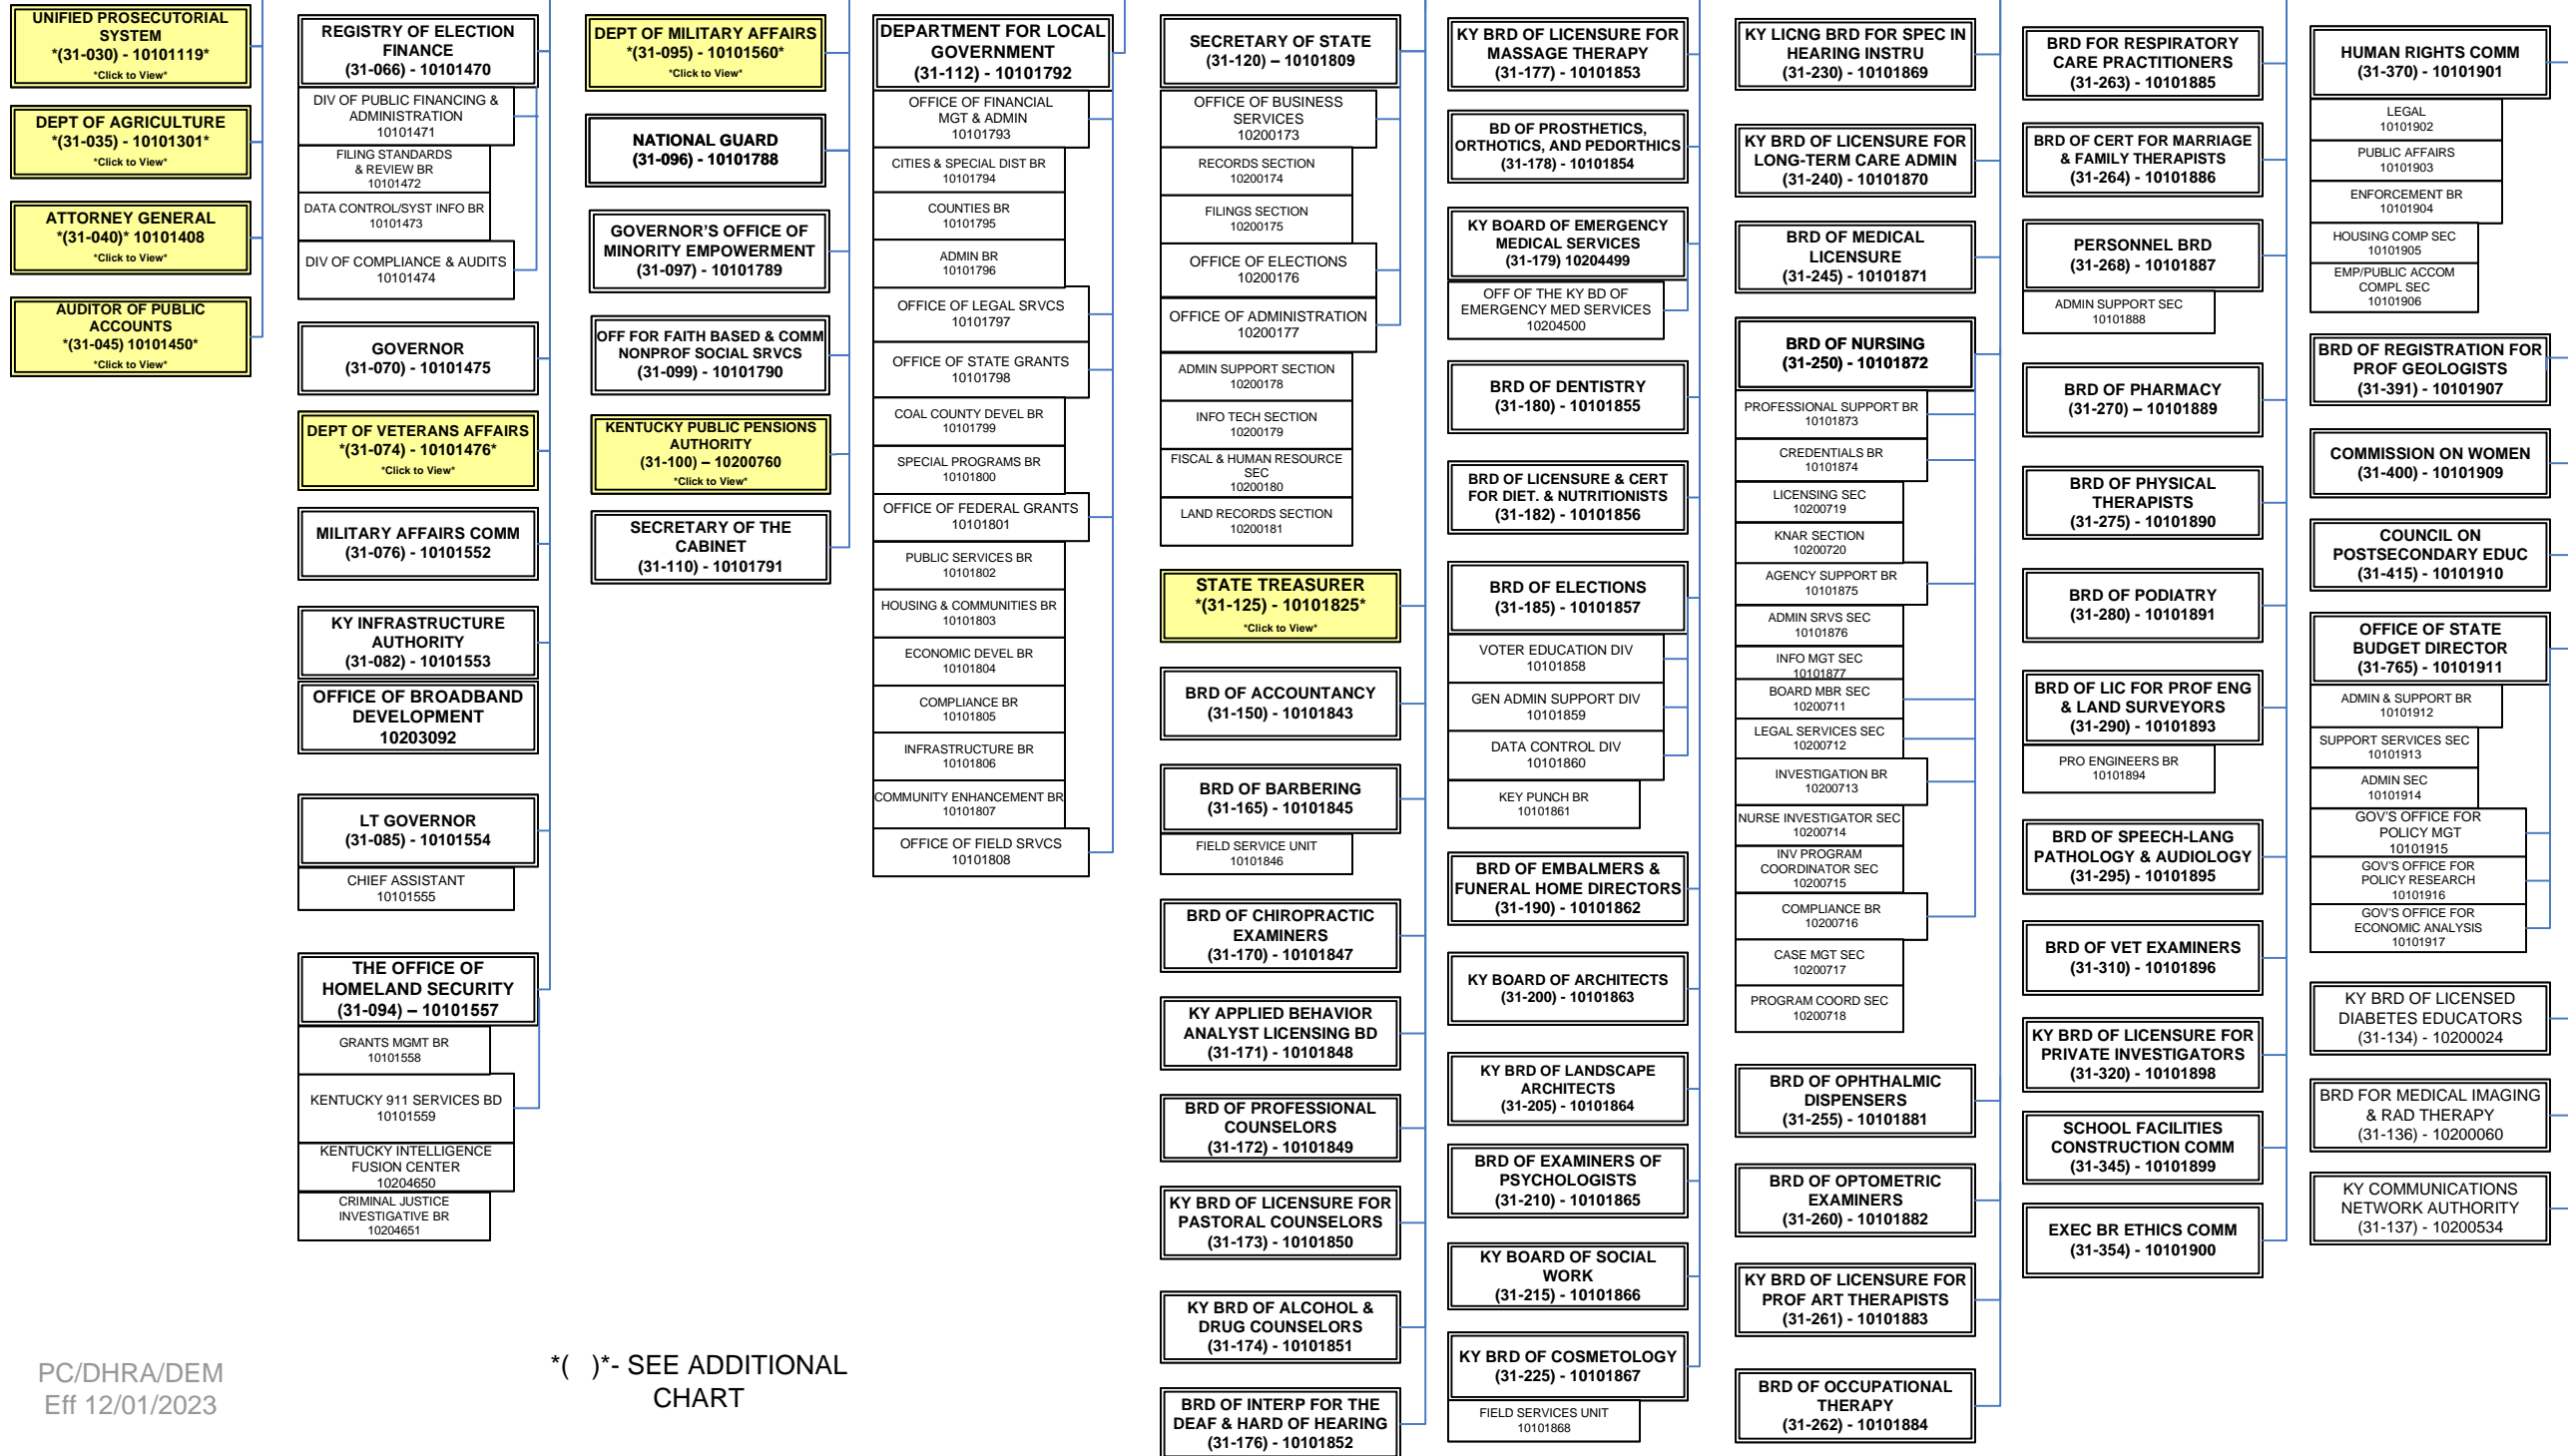 UNIFIED PROSECUTORIAL
SYSTEM
*(31-030) - 10101119*
*Click to View*
DEPT OF AGRICULTURE
*(31-035) - 10101301*
*Click to View*
ATTORNEY GENERAL
*(31-040)* 10101408
*Click to View*
AUDITOR OF PUBLIC
ACCOUNTS
*(31-045) 10101450*
*Click to View*
REGISTRY OF ELECTION
FINANCE
(31-066) - 10101470
DIV OF PUBLIC FINANCING &
ADMINISTRATION
10101471
FILING STANDARDS
& REVIEW BR
10101472
DATA CONTROL/SYST INFO BR
10101473
DIV OF COMPLIANCE & AUDITS
10101474
GOVERNOR
(31-070) - 10101475
DEPT OF VETERANS AFFAIRS
*(31-074) - 10101476*
*Click to View*
MILITARY AFFAIRS COMM
(31-076) - 10101552
KY INFRASTRUCTURE
AUTHORITY
(31-082) - 10101553
OFFICE OF BROADBAND
DEVELOPMENT
10203092
LT GOVERNOR
(31-085) - 10101554
CHIEF ASSISTANT
10101555
THE OFFICE OF
HOMELAND SECURITY
(31-094) – 10101557
GRANTS MGMT BR
10101558
KENTUCKY 911 SERVICES BD
10101559
KENTUCKY INTELLIGENCE
FUSION CENTER
10204650
CRIMINAL JUSTICE
INVESTIGATIVE BR
10204651
DEPT OF MILITARY AFFAIRS
*(31-095) - 10101560*
*Click to View*
NATIONAL GUARD
(31-096) - 10101788
GOVERNOR'S OFFICE OF
MINORITY EMPOWERMENT
(31-097) - 10101789
OFF FOR FAITH BASED & COMM
NONPROF SOCIAL SRVCS
(31-099) - 10101790
KENTUCKY PUBLIC PENSIONS
AUTHORITY
(31-100) – 10200760
*Click to View*
SECRETARY OF THE
CABINET
(31-110) - 10101791
DEPARTMENT FOR LOCAL
GOVERNMENT
(31-112) - 10101792
OFFICE OF FINANCIAL
MGT & ADMIN
10101793
CITIES & SPECIAL DIST BR
10101794
COUNTIES BR
10101795
ADMIN BR
10101796
OFFICE OF LEGAL SRVCS
10101797
OFFICE OF STATE GRANTS
10101798
COAL COUNTY DEVEL BR
10101799
SPECIAL PROGRAMS BR
10101800
OFFICE OF FEDERAL GRANTS
10101801
PUBLIC SERVICES BR
10101802
HOUSING & COMMUNITIES BR
10101803
ECONOMIC DEVEL BR
10101804
COMPLIANCE BR
10101805
INFRASTRUCTURE BR
10101806
COMMUNITY ENHANCEMENT BR
10101807
OFFICE OF FIELD SRVCS
10101808
SECRETARY OF STATE
(31-120) – 10101809
OFFICE OF BUSINESS
SERVICES
10200173
RECORDS SECTION
10200174
FILINGS SECTION
10200175
OFFICE OF ELECTIONS
10200176
OFFICE OF ADMINISTRATION
10200177
ADMIN SUPPORT SECTION
10200178
INFO TECH SECTION
10200179
FISCAL & HUMAN RESOURCE
SEC
10200180
LAND RECORDS SECTION
10200181
STATE TREASURER
*(31-125) - 10101825*
*Click to View*
BRD OF ACCOUNTANCY
(31-150) - 10101843
BRD OF BARBERING
(31-165) - 10101845
FIELD SERVICE UNIT
10101846
BRD OF CHIROPRACTIC
EXAMINERS
(31-170) - 10101847
KY APPLIED BEHAVIOR
ANALYST LICENSING BD
(31-171) - 10101848
BRD OF PROFESSIONAL
COUNSELORS
(31-172) - 10101849
KY BRD OF LICENSURE FOR
PASTORAL COUNSELORS
(31-173) - 10101850
KY BRD OF ALCOHOL &
DRUG COUNSELORS
(31-174) - 10101851
BRD OF INTERP FOR THE
DEAF & HARD OF HEARING
(31-176) - 10101852
KY BRD OF LICENSURE FOR
MASSAGE THERAPY
(31-177) - 10101853
BD OF PROSTHETICS,
ORTHOTICS, AND PEDORTHICS
(31-178) - 10101854
KY BOARD OF EMERGENCY
MEDICAL SERVICES
(31-179) 10204499
OFF OF THE KY BD OF
EMERGENCY MED SERVICES
10204500
BRD OF DENTISTRY
(31-180) - 10101855
BRD OF LICENSURE & CERT
FOR DIET. & NUTRITIONISTS
(31-182) - 10101856
BRD OF ELECTIONS
(31-185) - 10101857
VOTER EDUCATION DIV
10101858
GEN ADMIN SUPPORT DIV
10101859
DATA CONTROL DIV
10101860
KEY PUNCH BR
10101861
BRD OF EMBALMERS &
FUNERAL HOME DIRECTORS
(31-190) - 10101862
KY BOARD OF ARCHITECTS
(31-200) - 10101863
KY BRD OF LANDSCAPE
ARCHITECTS
(31-205) - 10101864
BRD OF EXAMINERS OF
PSYCHOLOGISTS
(31-210) - 10101865
KY BOARD OF SOCIAL
WORK
(31-215) - 10101866
KY BRD OF COSMETOLOGY
(31-225) - 10101867
FIELD SERVICES UNIT
10101868
KY LICNG BRD FOR SPEC IN
HEARING INSTRU
(31-230) - 10101869
KY BRD OF LICENSURE FOR
LONG-TERM CARE ADMIN
(31-240) - 10101870
BRD OF MEDICAL
LICENSURE
(31-245) - 10101871
BRD OF NURSING
(31-250) - 10101872
PROFESSIONAL SUPPORT BR
10101873
CREDENTIALS BR
10101874
LICENSING SEC
10200719
KNAR SECTION
10200720
AGENCY SUPPORT BR
10101875
ADMIN SRVS SEC
10101876
INFO MGT SEC
10101877
BOARD MBR SEC
10200711
LEGAL SERVICES SEC
10200712
INVESTIGATION BR
10200713
NURSE INVESTIGATOR SEC
10200714
INV PROGRAM
COORDINATOR SEC
10200715
COMPLIANCE BR
10200716
CASE MGT SEC
10200717
PROGRAM COORD SEC
10200718
BRD OF OPHTHALMIC
DISPENSERS
(31-255) - 10101881
BRD OF OPTOMETRIC
EXAMINERS
(31-260) - 10101882
KY BRD OF LICENSURE FOR
PROF ART THERAPISTS
(31-261) - 10101883
BRD OF OCCUPATIONAL
THERAPY
(31-262) - 10101884
BRD FOR RESPIRATORY
CARE PRACTITIONERS
(31-263) - 10101885
BRD OF CERT FOR MARRIAGE
& FAMILY THERAPISTS
(31-264) - 10101886
PERSONNEL BRD
(31-268) - 10101887
ADMIN SUPPORT SEC
10101888
BRD OF PHARMACY
(31-270) – 10101889
BRD OF PHYSICAL
THERAPISTS
(31-275) - 10101890
BRD OF PODIATRY
(31-280) - 10101891
BRD OF LIC FOR PROF ENG
& LAND SURVEYORS
(31-290) - 10101893
PRO ENGINEERS BR
10101894
BRD OF SPEECH-LANG
PATHOLOGY & AUDIOLOGY
(31-295) - 10101895
BRD OF VET EXAMINERS
(31-310) - 10101896
KY BRD OF LICENSURE FOR
PRIVATE INVESTIGATORS
(31-320) - 10101898
SCHOOL FACILITIES
CONSTRUCTION COMM
(31-345) - 10101899
EXEC BR ETHICS COMM
(31-354) - 10101900
HUMAN RIGHTS COMM
(31-370) - 10101901
LEGAL
10101902
PUBLIC AFFAIRS
10101903
ENFORCEMENT BR
10101904
HOUSING COMP SEC
10101905
EMP/PUBLIC ACCOM
COMPL SEC
10101906
BRD OF REGISTRATION FOR
PROF GEOLOGISTS
(31-391) - 10101907
COMMISSION ON WOMEN
(31-400) - 10101909
COUNCIL ON
POSTSECONDARY EDUC
(31-415) - 10101910
OFFICE OF STATE
BUDGET DIRECTOR
(31-765) - 10101911
ADMIN & SUPPORT BR
10101912
SUPPORT SERVICES SEC
10101913
ADMIN SEC
10101914
GOV'S OFFICE FOR
POLICY MGT
10101915
GOV'S OFFICE FOR
POLICY RESEARCH
10101916
GOV'S OFFICE FOR
ECONOMIC ANALYSIS
10101917
KY BRD OF LICENSED
DIABETES EDUCATORS
(31-134) - 10200024
BRD FOR MEDICAL IMAGING
& RAD THERAPY
(31-136) - 10200060
KY COMMUNICATIONS
NETWORK AUTHORITY
(31-137) - 10200534
PC/DHRA/DEM
Eff 12/01/2023
*( )*- SEE ADDITIONAL
CHART